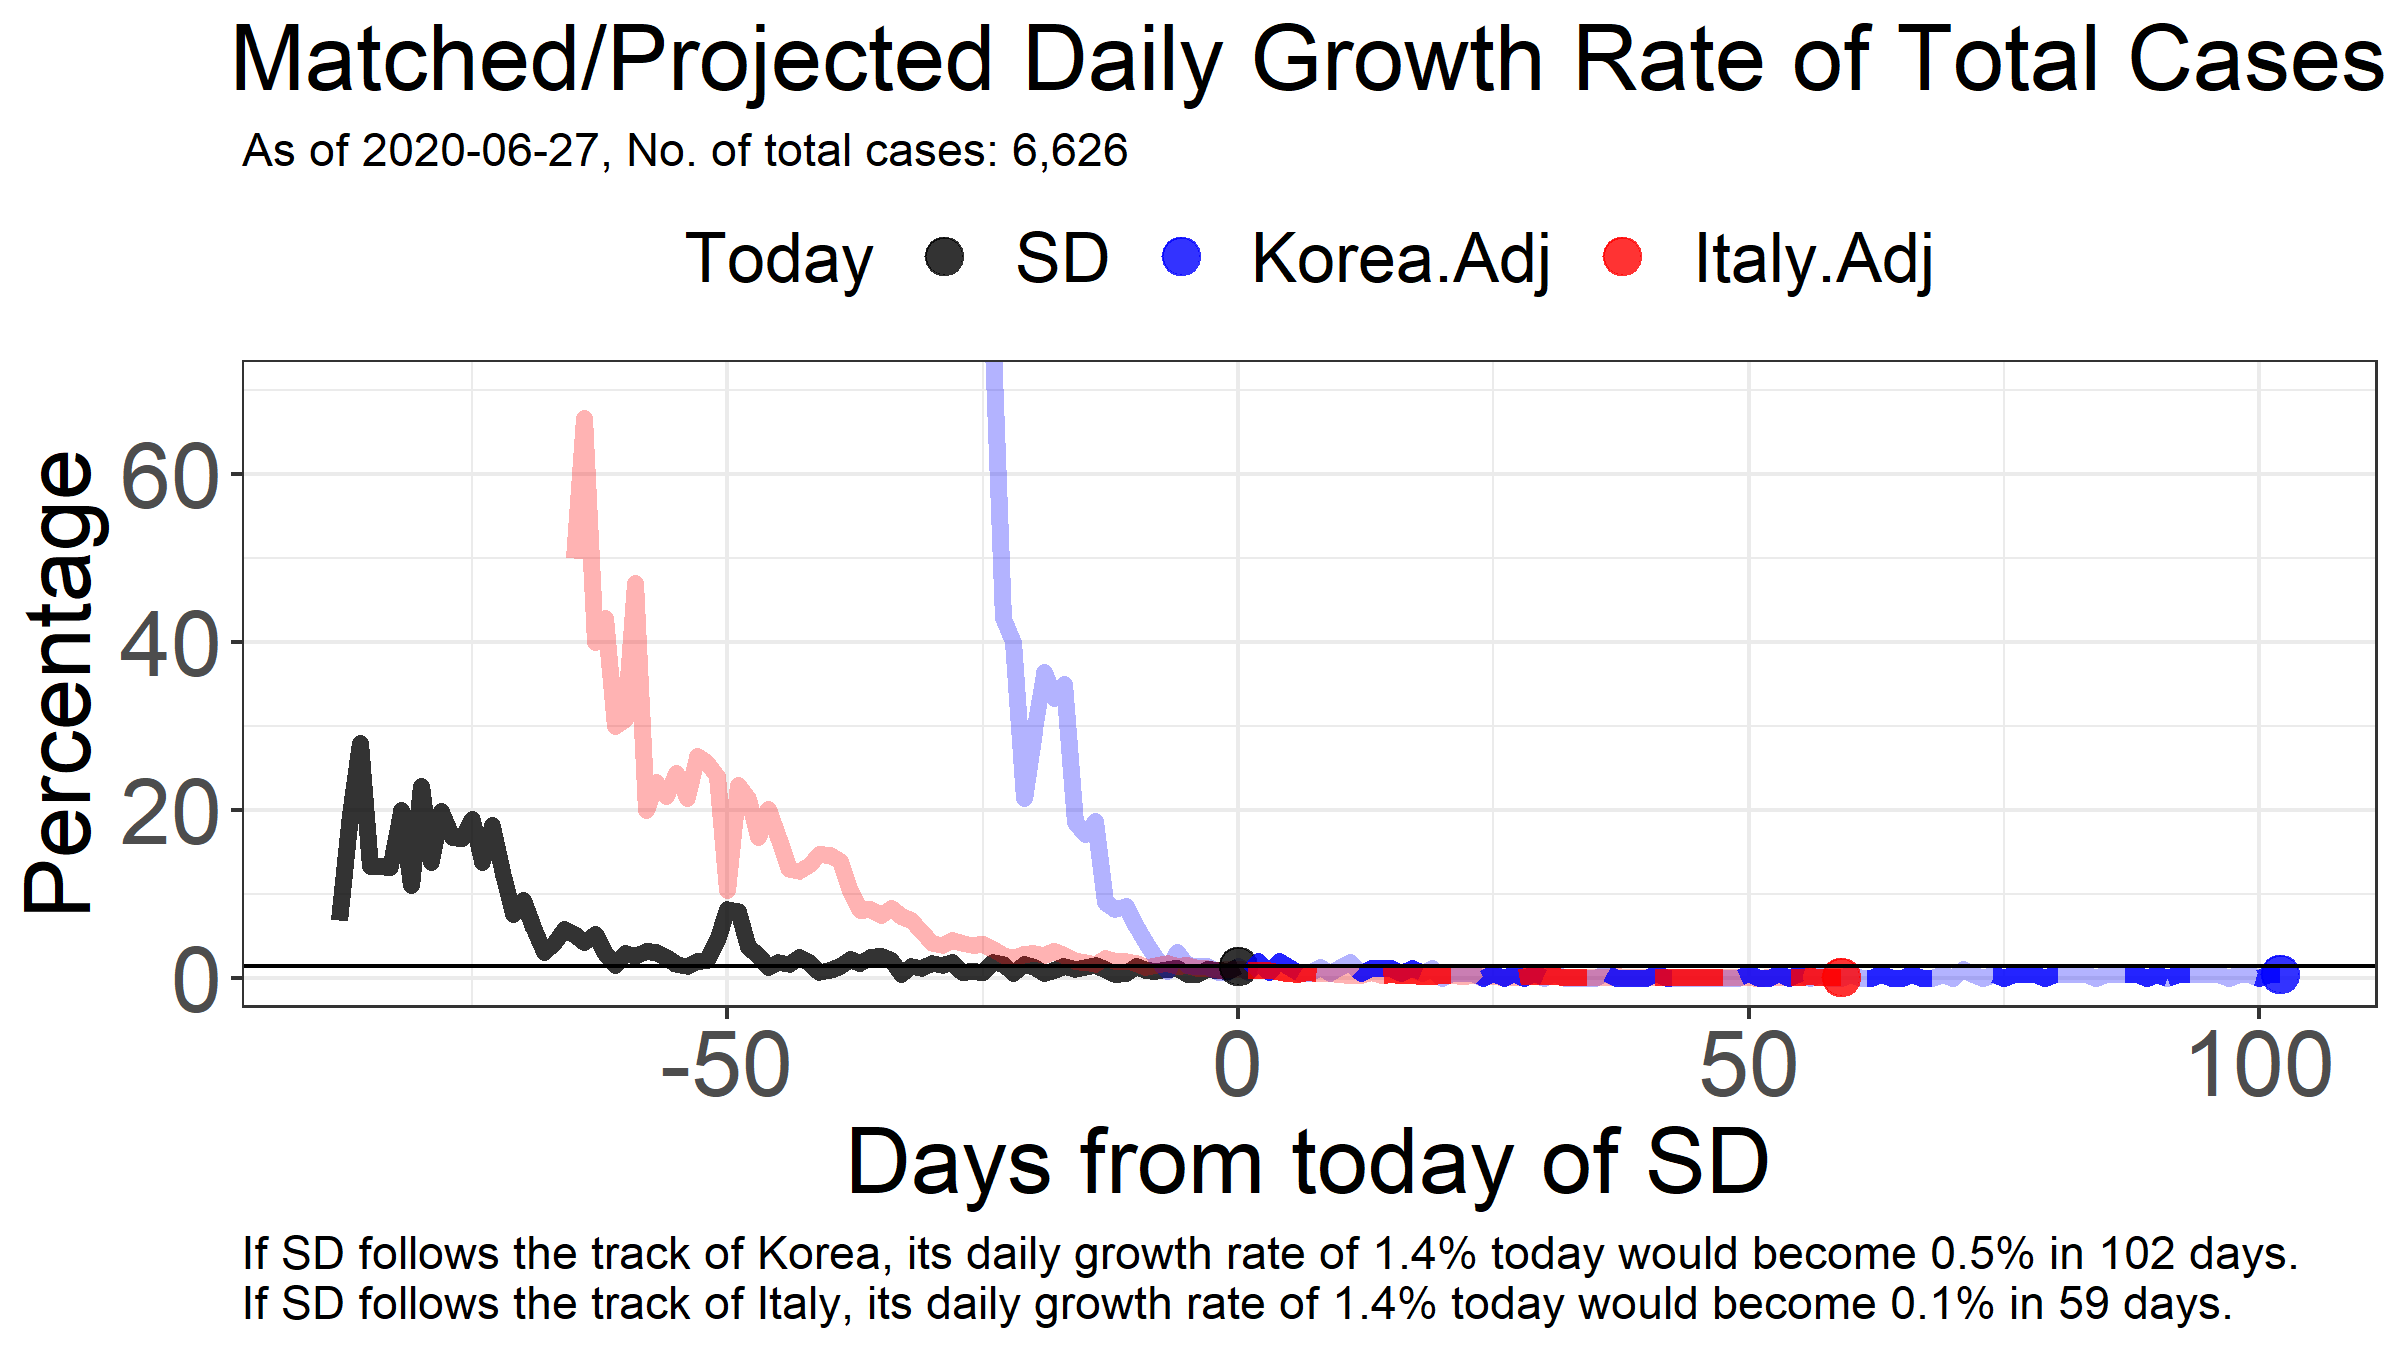 Matched/Projected Daily Growth Rate of Total Cases
As of 2020-06-27, No. of total cases: 6,626
Today SD Korea.Adj Italy.Adj
Percentage
60
40
20
0
-50 0 50 100
Days from today of SD
If SD follows the track of Korea, its daily growth rate of 1.4% today would become 0.5% in 102 days.
If SD follows the track of Italy, its daily growth rate of 1.4% today would become 0.1% in 59 days.